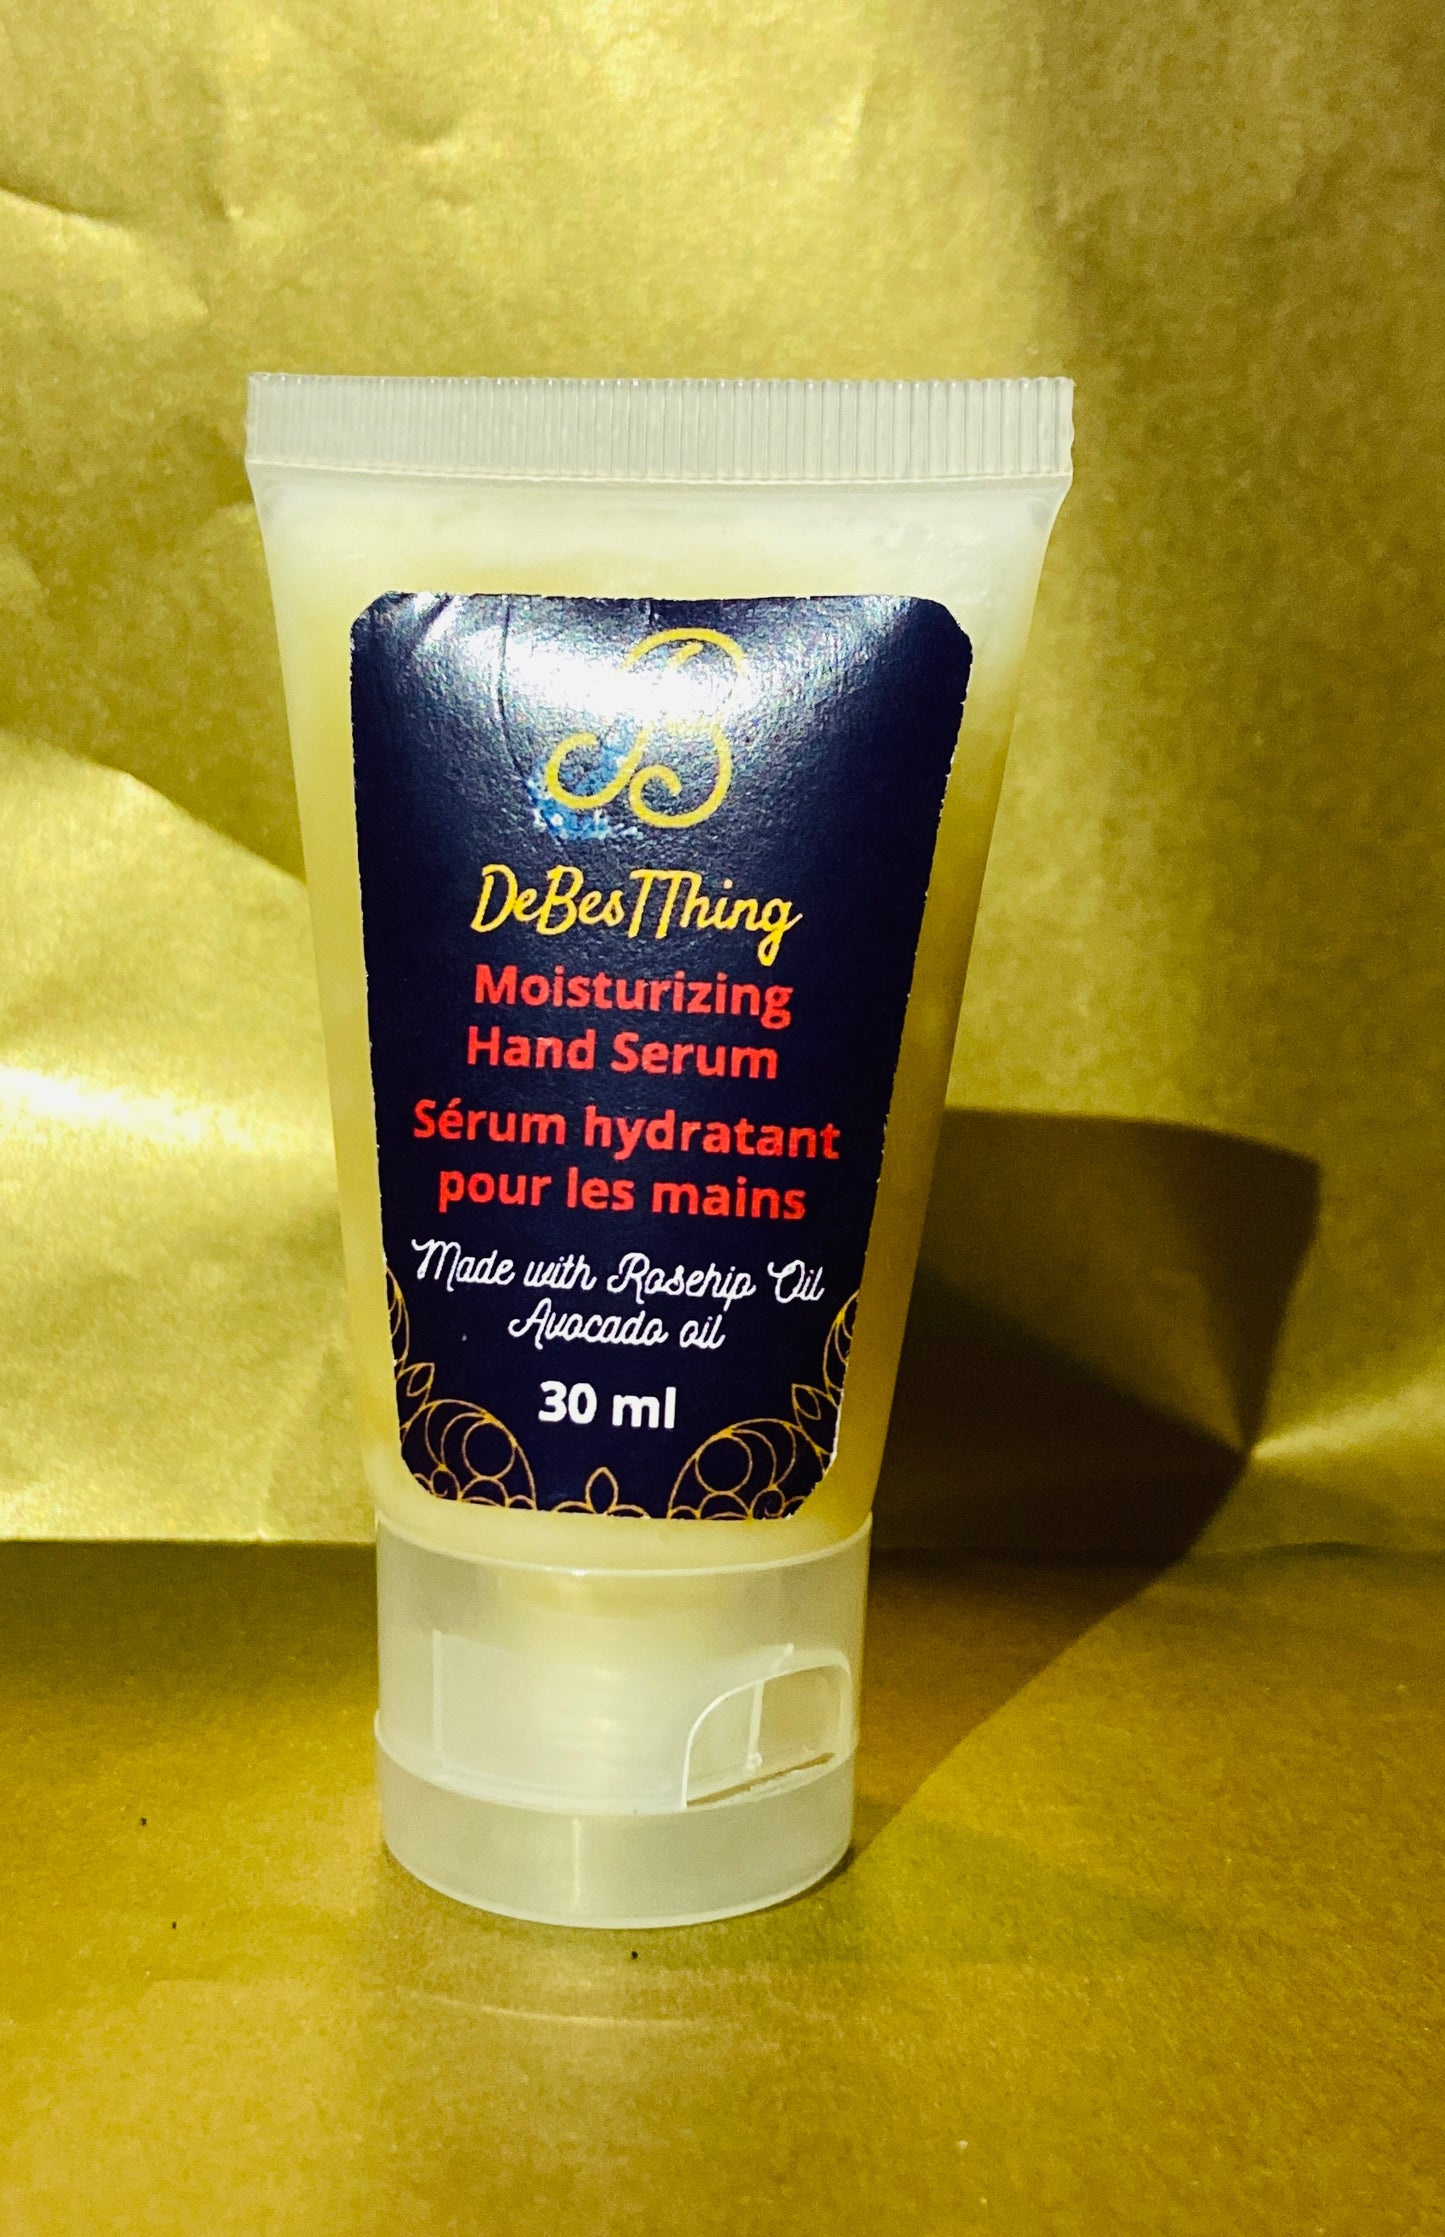 DeBesTThing
Moisturizing
Hand Serum
Sérum hydratant
pour les mains
Made with Rosehip Oil
Avocado oil
30 ml